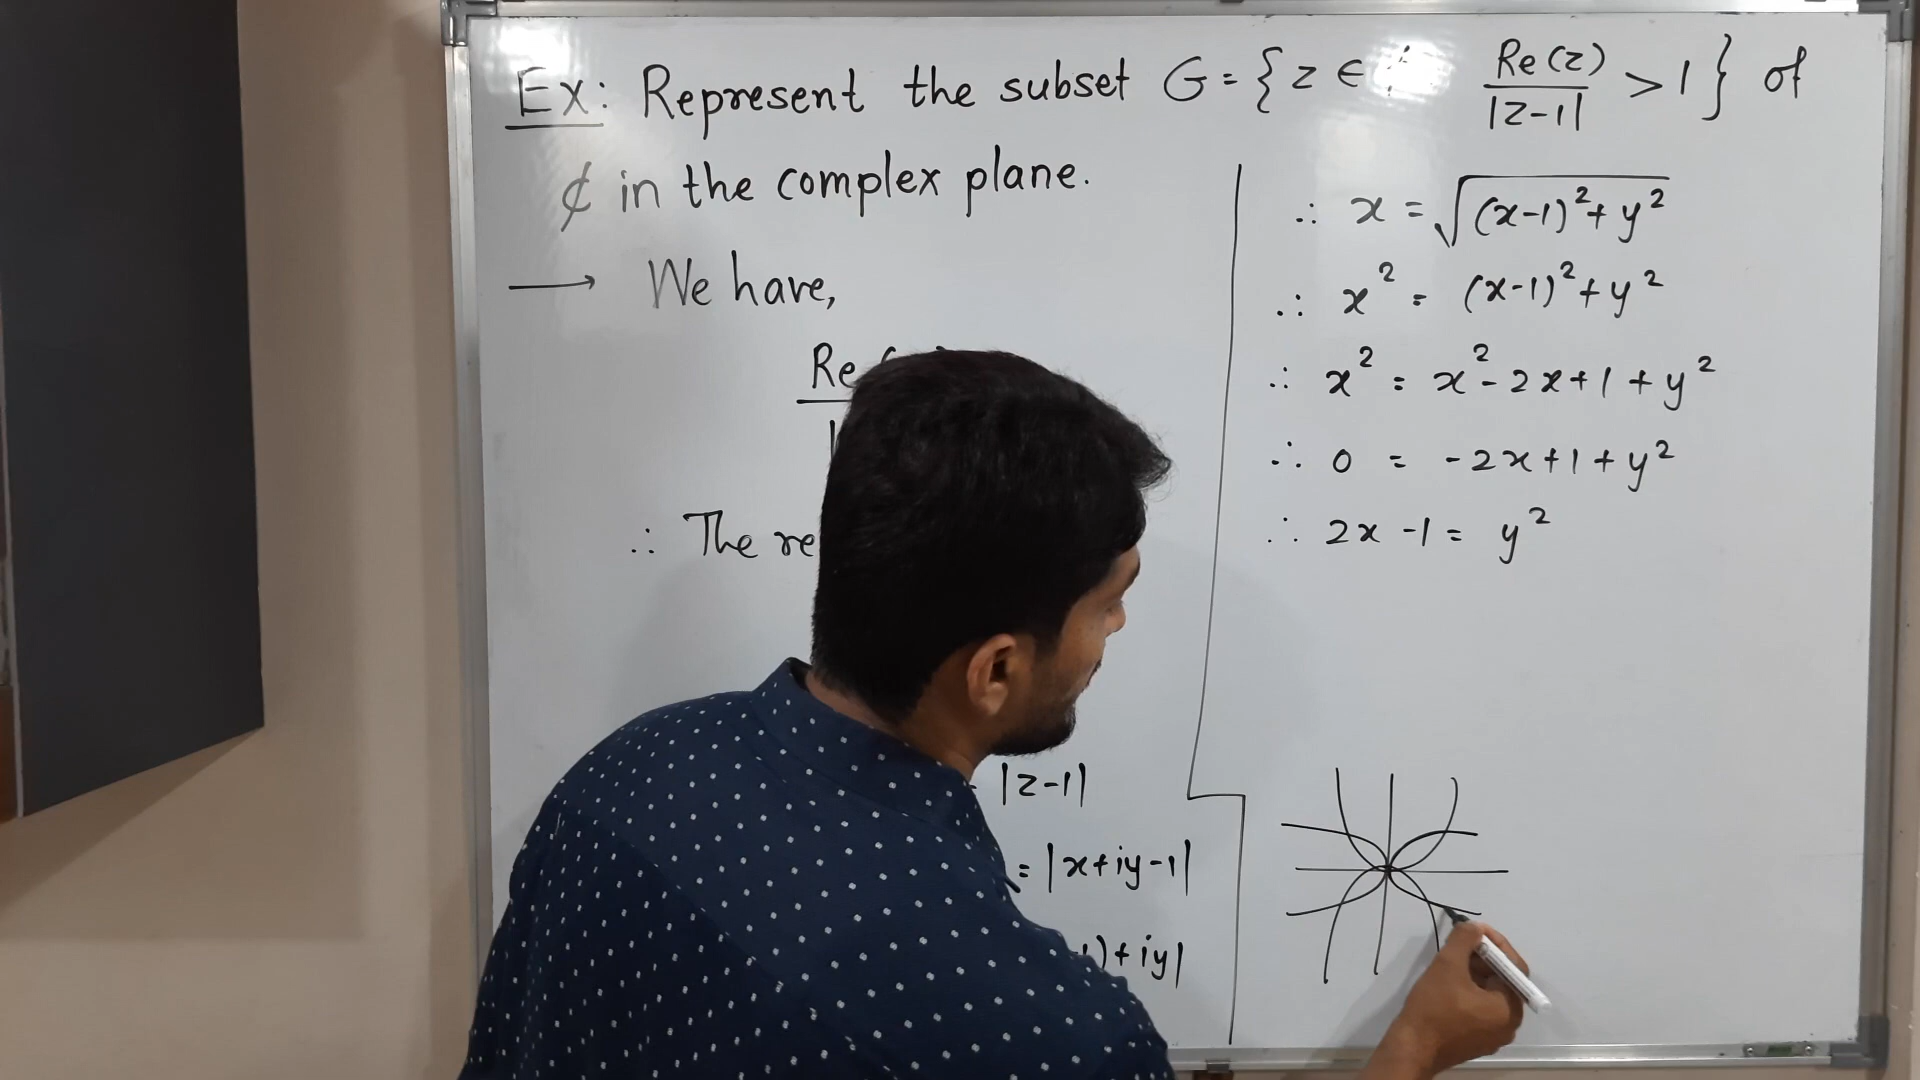 Ex: Represent the subset G = { z ∈ Re(z)/|z-1| > 1 } of
₵ in the complex plane.
⟶ We have,
Re
∴ The
|z-1|
= |x+iy-1|
)+iy|
∴ x = √((x-1)²+y²)
∴ x² = (x-1)²+y²
∴ x² = x²-2x+1+y²
∴ 0 = -2x+1+y²
∴ 2x-1 = y²